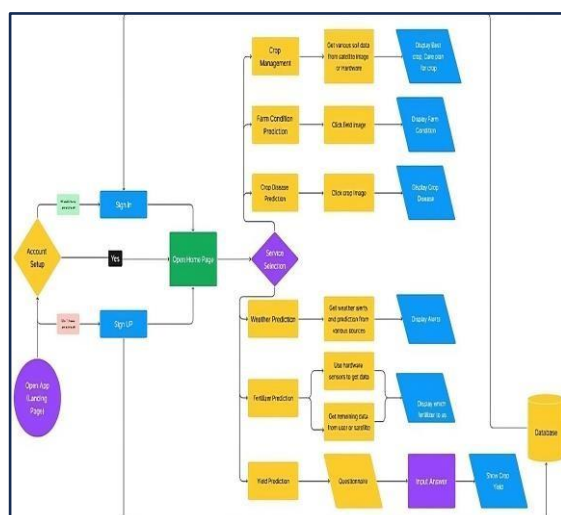 Crop
Management
Get various soil data
from satellite image
or Hardware
Display Best
crop, Care plan
for crop
Farm Condition
Prediction
Click field image
Display Farm
Condition
Crop Disease
Prediction
Click crop Image
Display Crop
Disease
Sign In
Account
Setup
Yes
Open Home Page
Service
Selection
Sign UP
Open App
(Landing
Page)
Weather Prediction
Get weather alerts
and prediction from
various sources
Display Alerts
Fertilizer Prediction
Use hardware
sensors to get data
Get remaining data
from user or satellite
Display which
fertilizer to us
Database
Yield Prediction
Questionnaire
Input Answer
Show Crop